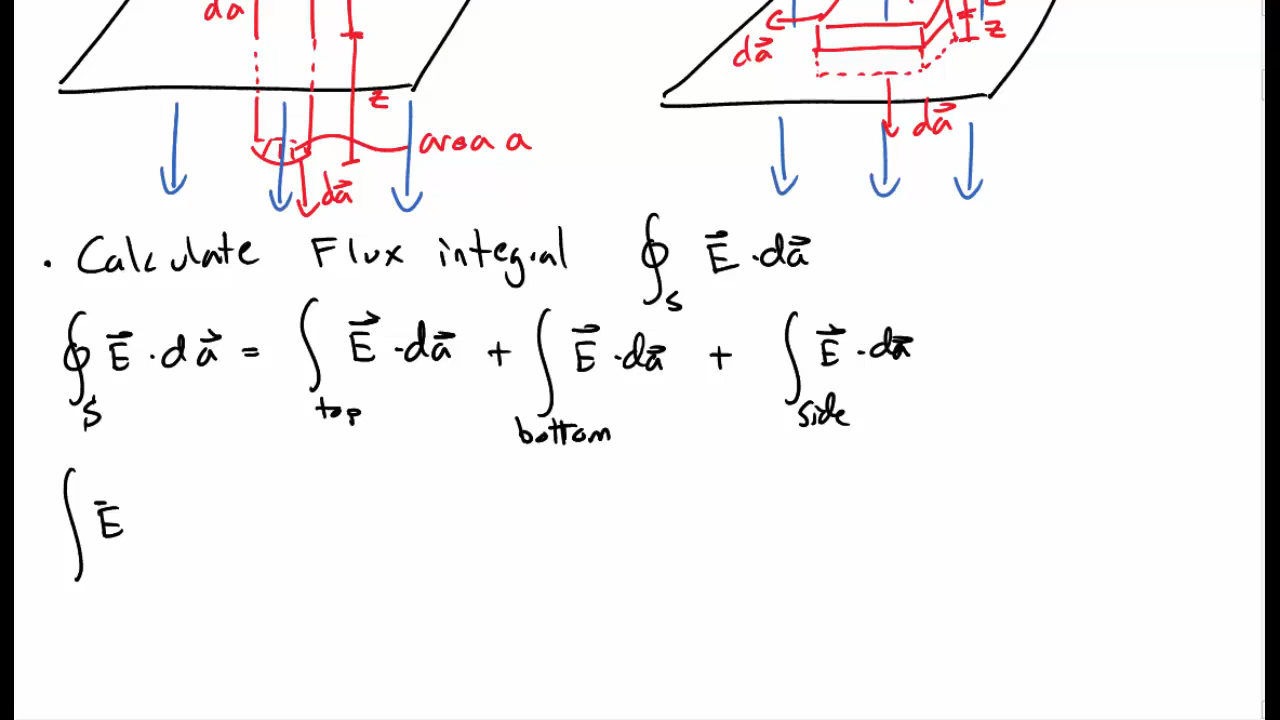 da
z
area a
da⃗
da⃗
z
da⃗
· Calculate Flux integral ∮_S E⃗ · da⃗
∮_S E⃗ · da⃗ = ∫_top E⃗ · da⃗ + ∫_bottom E⃗ · da⃗ + ∫_side E⃗ · da⃗
∫ E